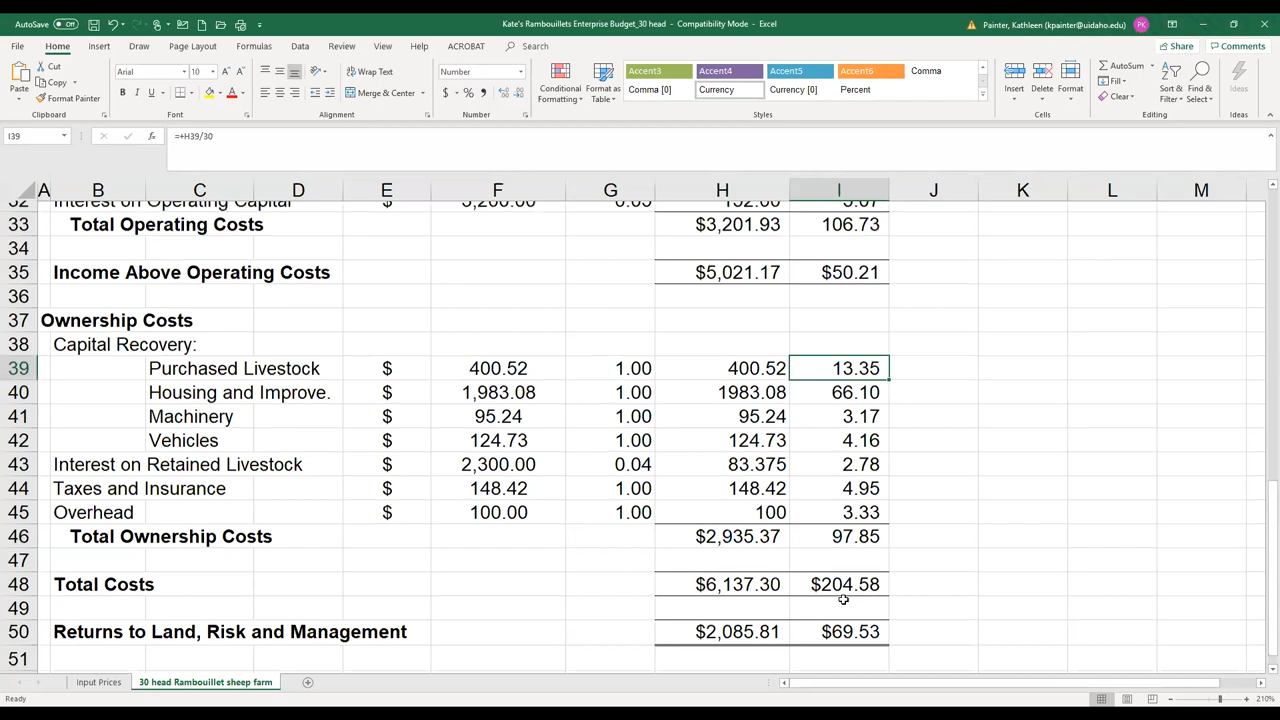 AutoSave Off Kate's Rambouillets Enterprise Budget_30 head - Compatibility Mode - Excel Painter, Kathleen (kpainter@uidaho.edu) PK
File Home Insert Draw Page Layout Formulas Data Review View Help ACROBAT Search Share Comments
Cut Copy Format Painter Paste Clipboard
Arial 10 B I U Font
Wrap Text Merge & Center Alignment
Number $ % Number
Conditional Formatting Format as Table
Accent3 Accent4 Accent5 Accent6 Comma
Comma [0] Currency Currency [0] Percent
Styles
Insert Delete Format Cells
AutoSum Fill Clear Sort & Filter Find & Select Editing
Ideas Ideas
I39 fx =+H39/30
A B C D E F G H I J K L M
32 Interest on Operating Capital $ 3,200.00 0.05 152.00 5.07
33 Total Operating Costs $3,201.93 106.73
34
35 Income Above Operating Costs $5,021.17 $50.21
36
37 Ownership Costs
38 Capital Recovery:
39 Purchased Livestock $ 400.52 1.00 400.52 13.35
40 Housing and Improve. $ 1,983.08 1.00 1983.08 66.10
41 Machinery $ 95.24 1.00 95.24 3.17
42 Vehicles $ 124.73 1.00 124.73 4.16
43 Interest on Retained Livestock $ 2,300.00 0.04 83.375 2.78
44 Taxes and Insurance $ 148.42 1.00 148.42 4.95
45 Overhead $ 100.00 1.00 100 3.33
46 Total Ownership Costs $2,935.37 97.85
47
48 Total Costs $6,137.30 $204.58
49
50 Returns to Land, Risk and Management $2,085.81 $69.53
51
Input Prices 30 head Rambouillet sheep farm
Ready 210%